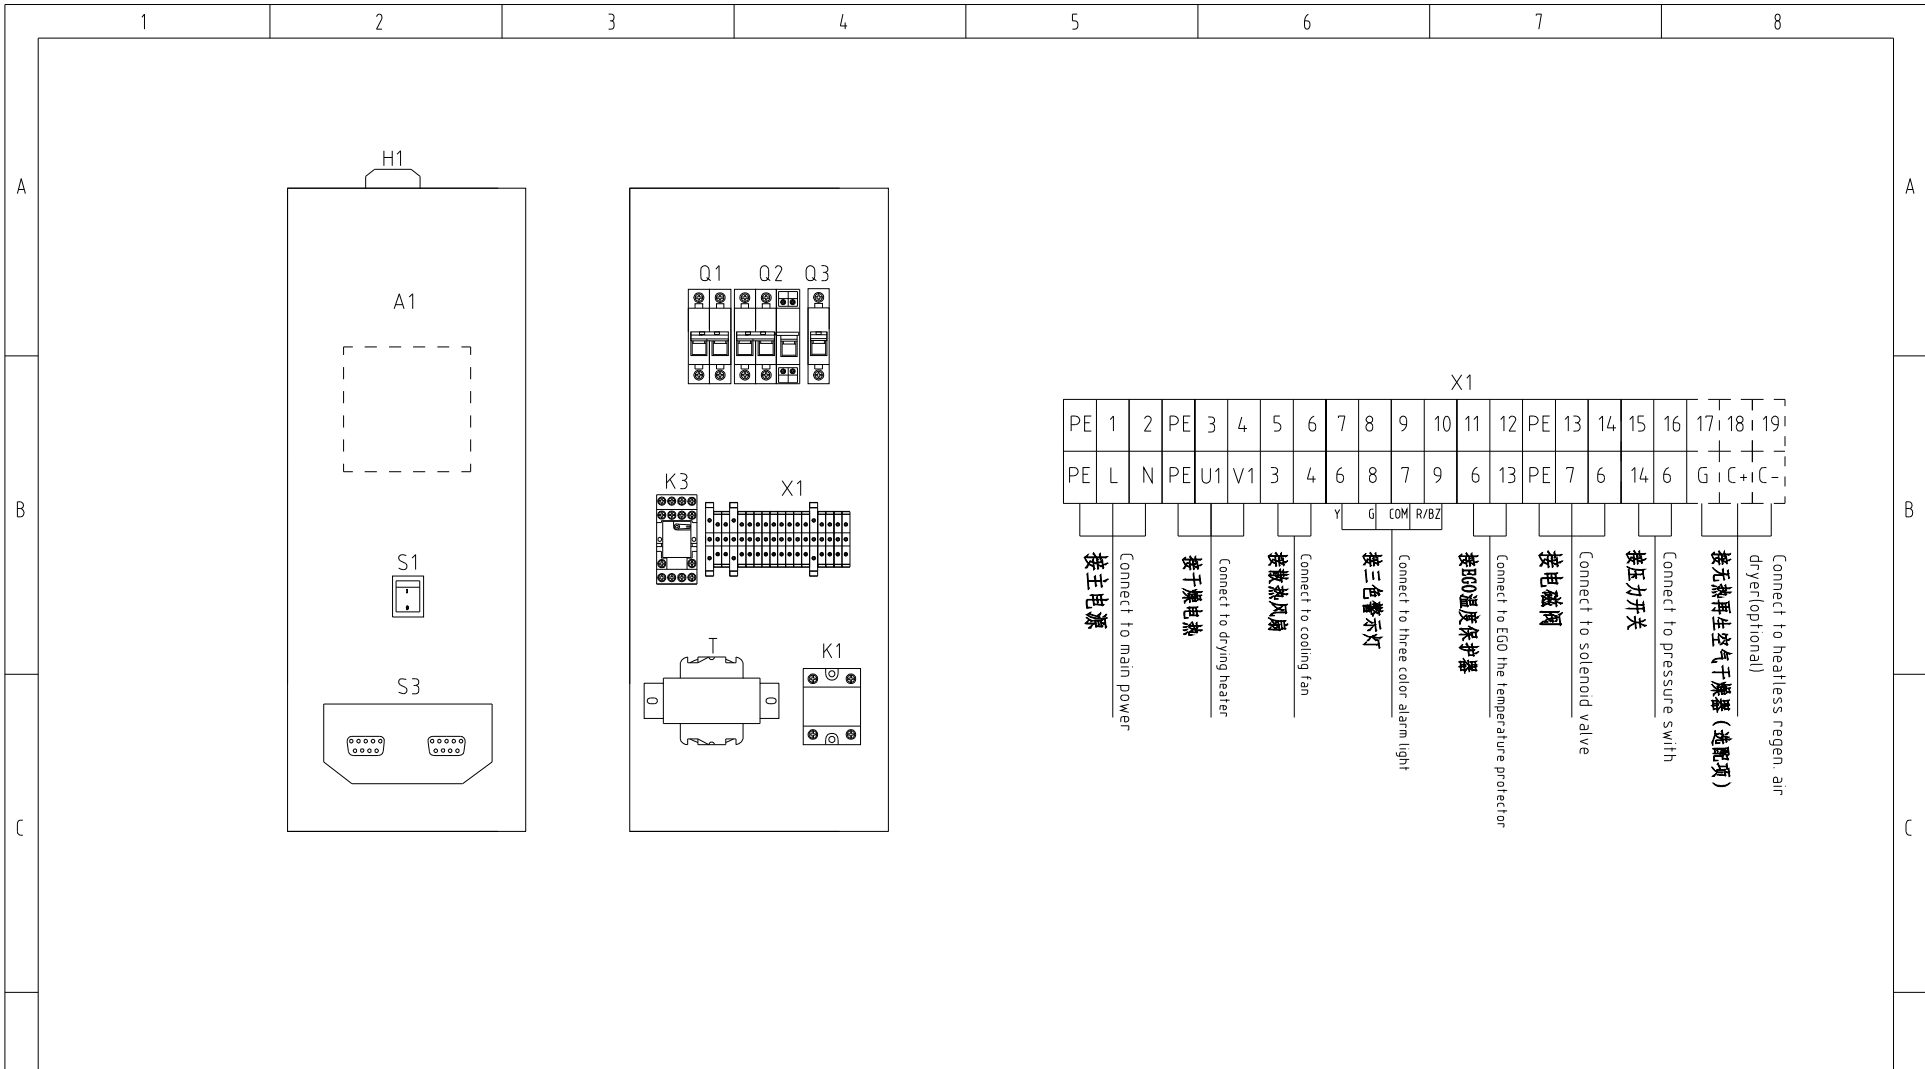 1 2 3 4 5 6 7 8
A A
H1
Q1 Q2 Q3
A1
X1
PE 1 2 PE 3 4 5 6 7 8 9 10 11 12 PE 13 14 15 16 17 18 19
PE L N PE U1 V1 3 4 6 8 7 9 6 13 PE 7 6 14 6 G C+ C-
K3
X1
B B
Y G COM R/BZ
S1
接主电源
Connect to main power
接干燥电热
Connect to drying heater
接散热风扇
Connect to cooling fan
接三色警示灯
Connect to three color alarm light
接EGO温度保护器
Connect to EGO the temperature protector
接电磁阀
Connect to solenoid valve
接压力开关
Connect to pressure swith
接无热再生空气干燥器（选配项）
Connect to heatless regen. air
dryer(optional)
T
K1
0 0
S3
C C